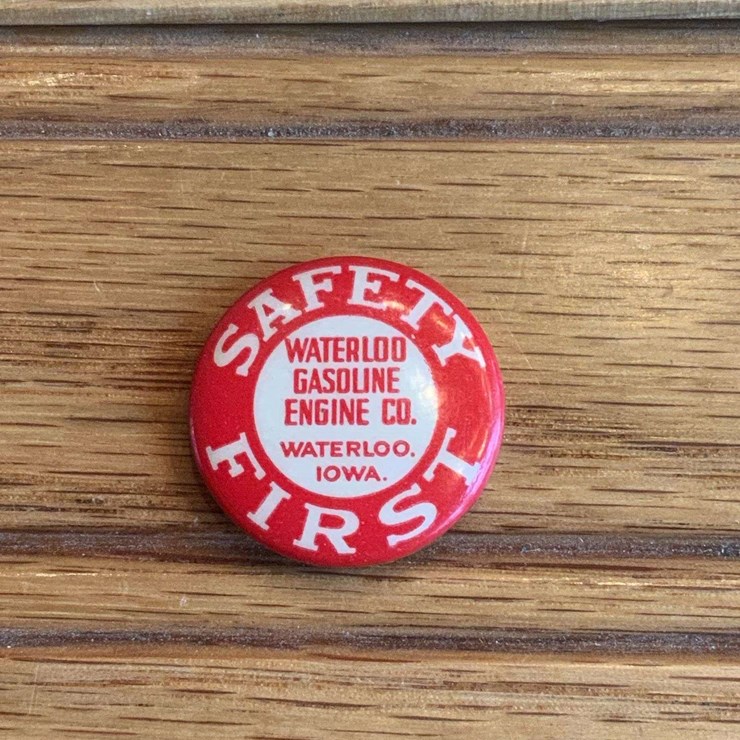 SAFETY
WATERLOO
GASOLINE
ENGINE CO.
WATERLOO.
IOWA.
FIRST